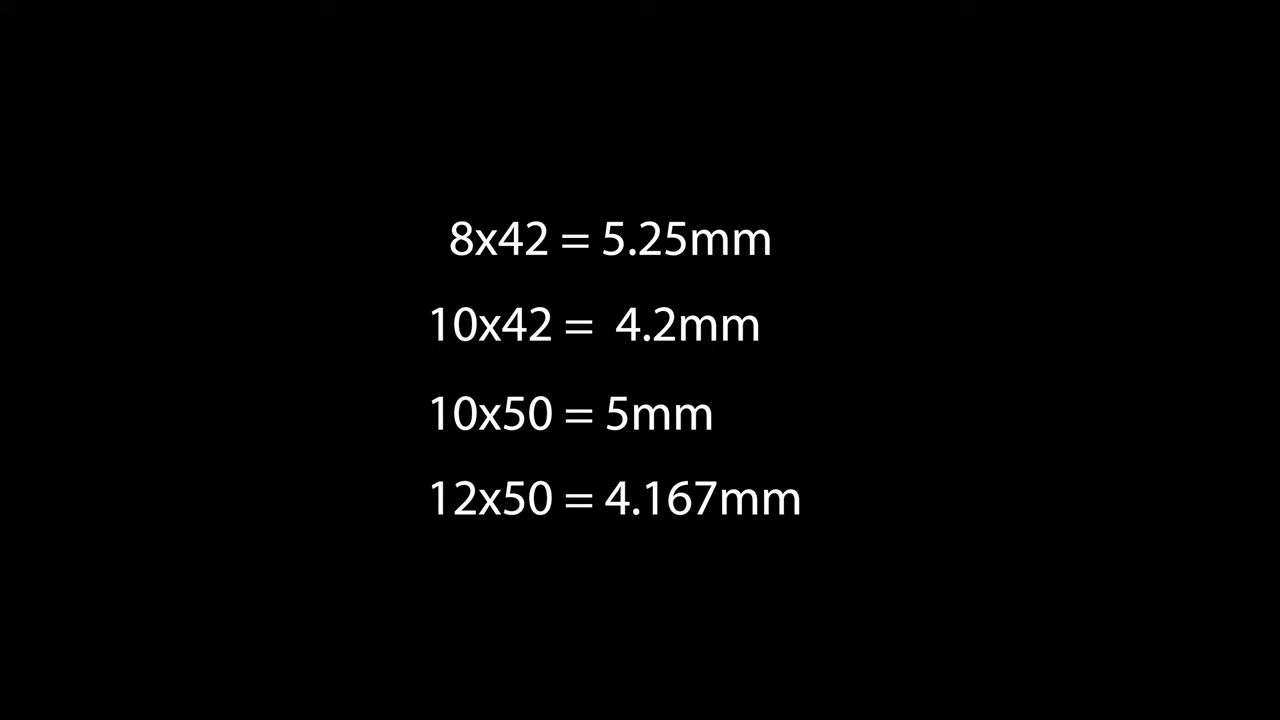 8x42 = 5.25mm
10x42 = 4.2mm
10x50 = 5mm
12x50 = 4.167mm